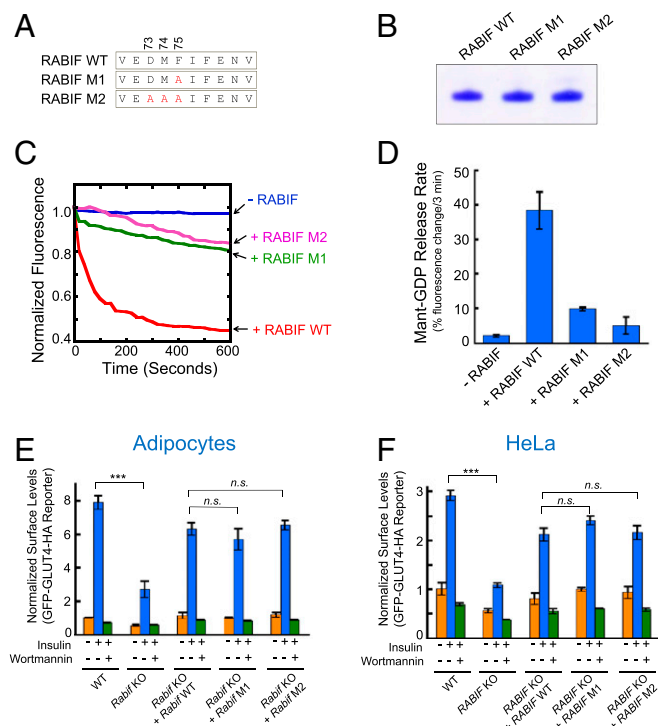 A
73 74 75
RABIF WT V E D M F I F E N V
RABIF M1 V E D M A I F E N V
RABIF M2 V E A A A I F E N V
B
RABIF WT
RABIF M1
RABIF M2
C
Normalized Fluorescence
1.0
0.8
0.6
0.4
0 200 400 600
Time (Seconds)
- RABIF
+ RABIF M2
+ RABIF M1
+ RABIF WT
D
Mant-GDP Release Rate
(% fluorescence change/3 min)
50
40
30
20
10
0
- RABIF
+ RABIF WT
+ RABIF M1
+ RABIF M2
E
Adipocytes
Normalized Surface Levels
(GFP-GLUT4-HA Reporter)
8
6
4
2
0
***
n.s.
n.s.
Insulin - + + - + + - + + - + + - + +
Wortmannin - - + - - + - - + - - + - - +
WT
Rabif KO
Rabif KO
+ Rabif WT
Rabif KO
+ Rabif M1
Rabif KO
+ Rabif M2
F
HeLa
Normalized Surface Levels
(GFP-GLUT4-HA Reporter)
3
2
1
0
***
n.s.
n.s.
Insulin - + + - + + - + + - + + - + +
Wortmannin - - + - - + - - + - - + - - +
WT
RABIF KO
RABIF KO
+ RABIF WT
RABIF KO
+ RABIF M1
RABIF KO
+ RABIF M2